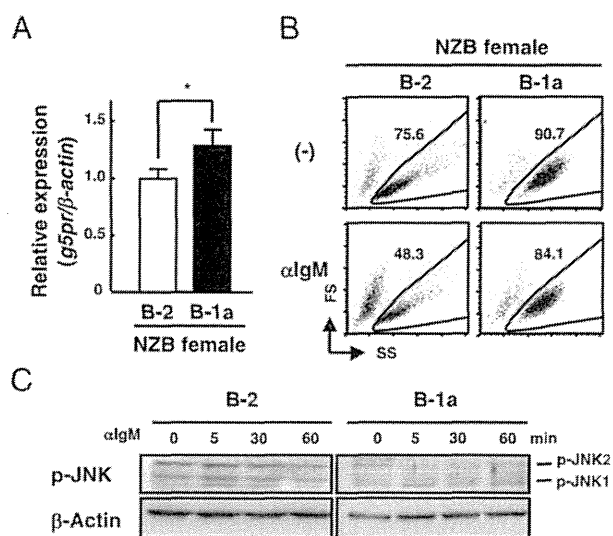 A
Relative expression
(g5pr/β-actin)
*
1.5
1.0
0.5
0
B-2 B-1a
NZB female
B
NZB female
B-2 B-1a
(-)
75.6 90.7
αIgM
48.3 84.1
FS
SS
C
B-2 B-1a
αIgM 0 5 30 60 0 5 30 60 min
p-JNK
p-JNK2
p-JNK1
β-Actin